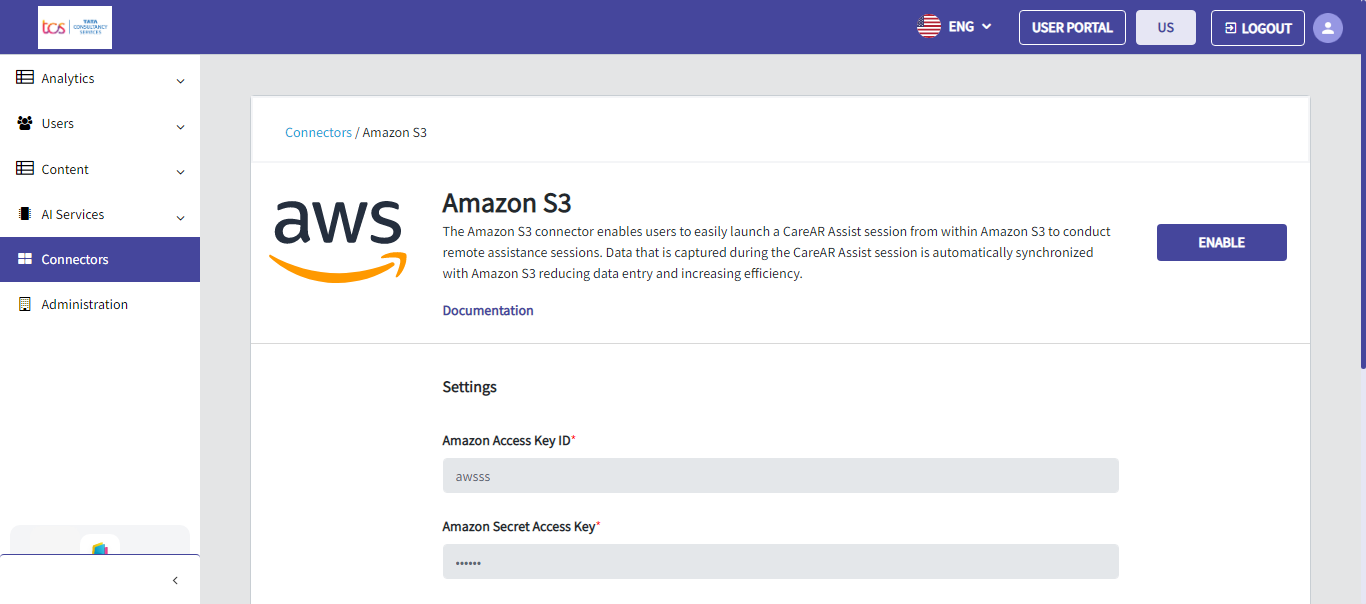 tcs TATA CONSULTANCY SERVICES
ENG
USER PORTAL
US
LOGOUT
Analytics
Users
Content
AI Services
Connectors
Administration
Connectors / Amazon S3
aws
Amazon S3
The Amazon S3 connector enables users to easily launch a CareAR Assist session from within Amazon S3 to conduct
remote assistance sessions. Data that is captured during the CareAR Assist session is automatically synchronized
with Amazon S3 reducing data entry and increasing efficiency.
ENABLE
Documentation
Settings
Amazon Access Key ID*
awsss
Amazon Secret Access Key*
••••••